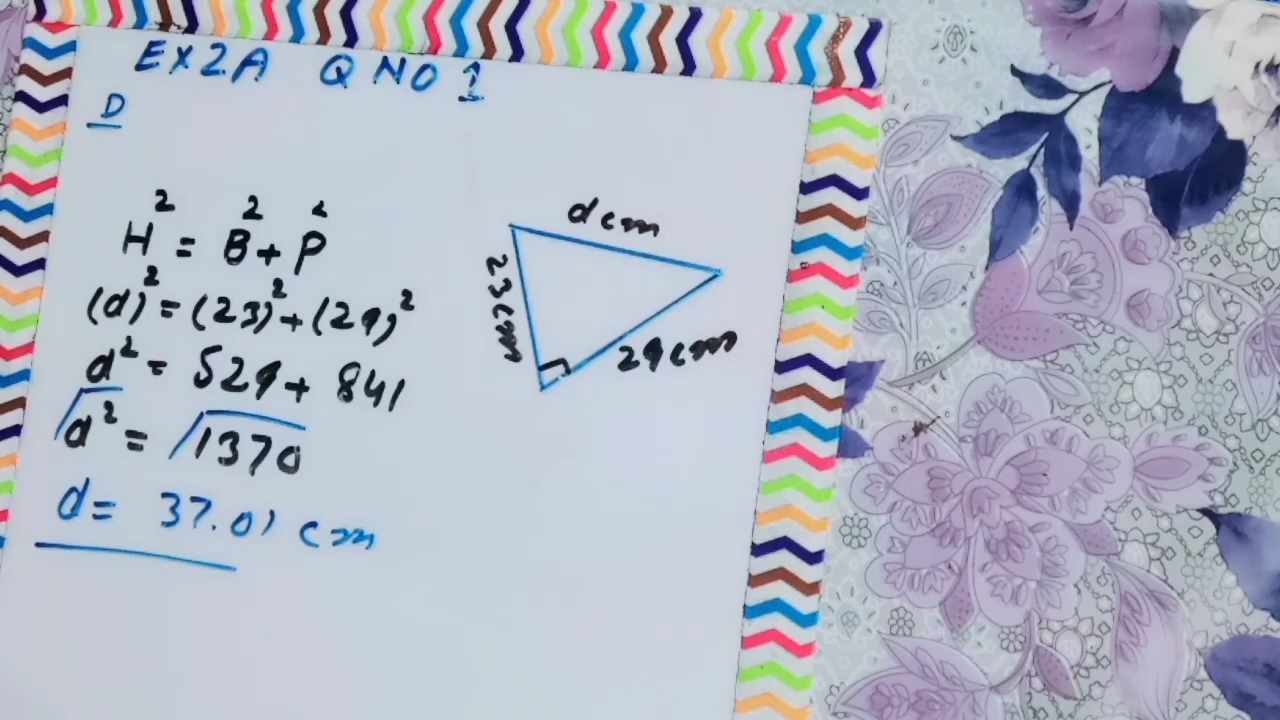 EX2A Q NO 1
D
H² = B² + P²
(d)² = (23)² + (29)²
d² = 529 + 841
√d² = √1370
d = 37.01 cm
d cm
23 cm
29 cm